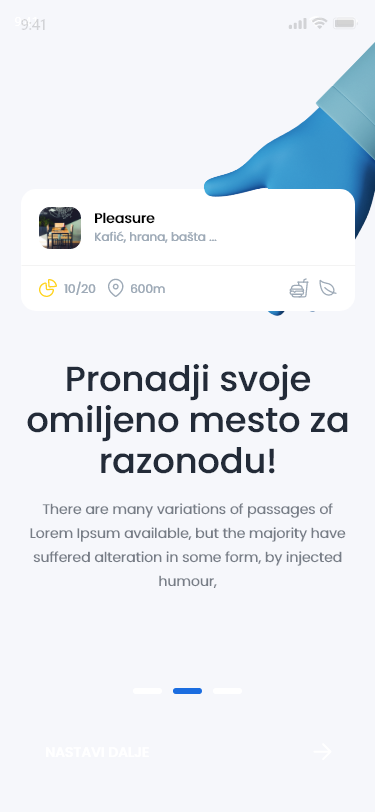 9:41
Pleasure
Kafić, hrana, bašta ...
10/20 600m
Pronadji svoje
omiljeno mesto za
razonodu!
There are many variations of passages of
Lorem Ipsum available, but the majority have
suffered alteration in some form, by injected
humour,
NASTAVI DALJE